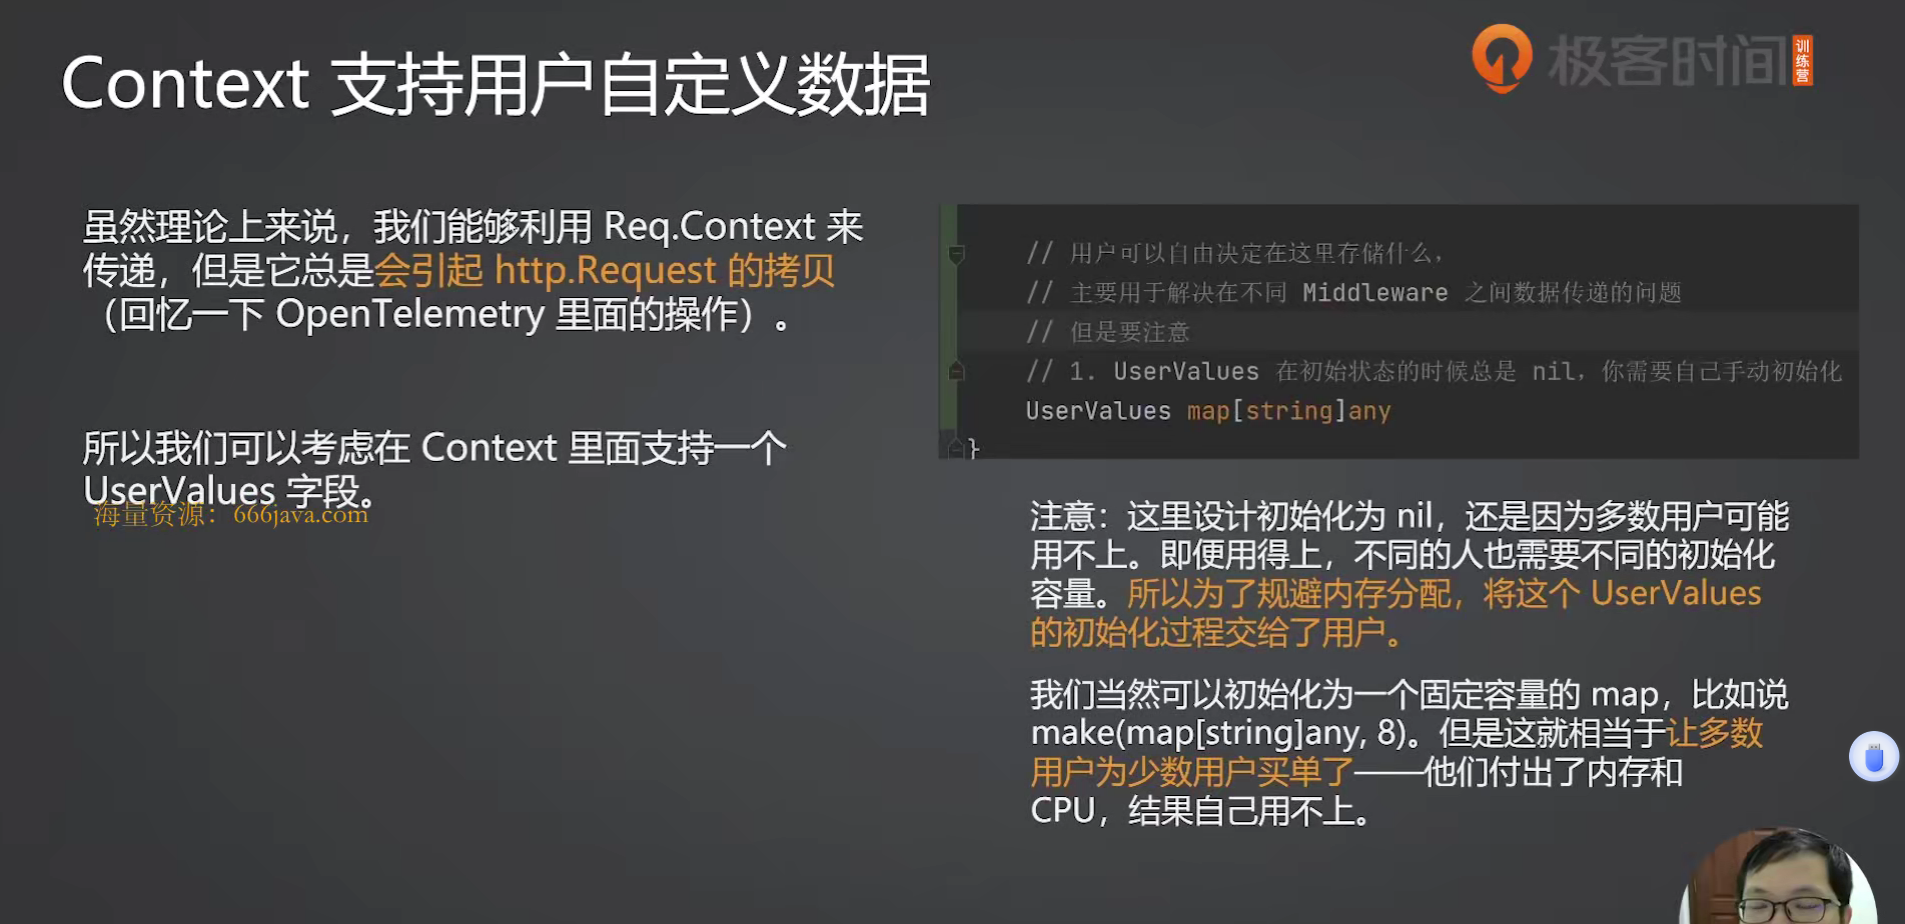 Context 支持用户自定义数据
极客时间
训练营
虽然理论上来说，我们能够利用 Req.Context 来
传递，但是它总是会引起 http.Request 的拷贝
（回忆一下 OpenTelemetry 里面的操作）。
所以我们可以考虑在 Context 里面支持一个
UserValues 字段。
海量资源：666java.com
// 用户可以自由决定在这里存储什么，
// 主要用于解决在不同 Middleware 之间数据传递的问题
// 但是要注意
// 1. UserValues 在初始状态的时候总是 nil，你需要自己手动初始化
UserValues map[string]any
}
注意：这里设计初始化为 nil，还是因为多数用户可能
用不上。即便用得上，不同的人也需要不同的初始化
容量。所以为了规避内存分配，将这个 UserValues
的初始化过程交给了用户。
我们当然可以初始化为一个固定容量的 map，比如说
make(map[string]any, 8)。但是这就相当于让多数
用户为少数用户买单了——他们付出了内存和
CPU，结果自己用不上。